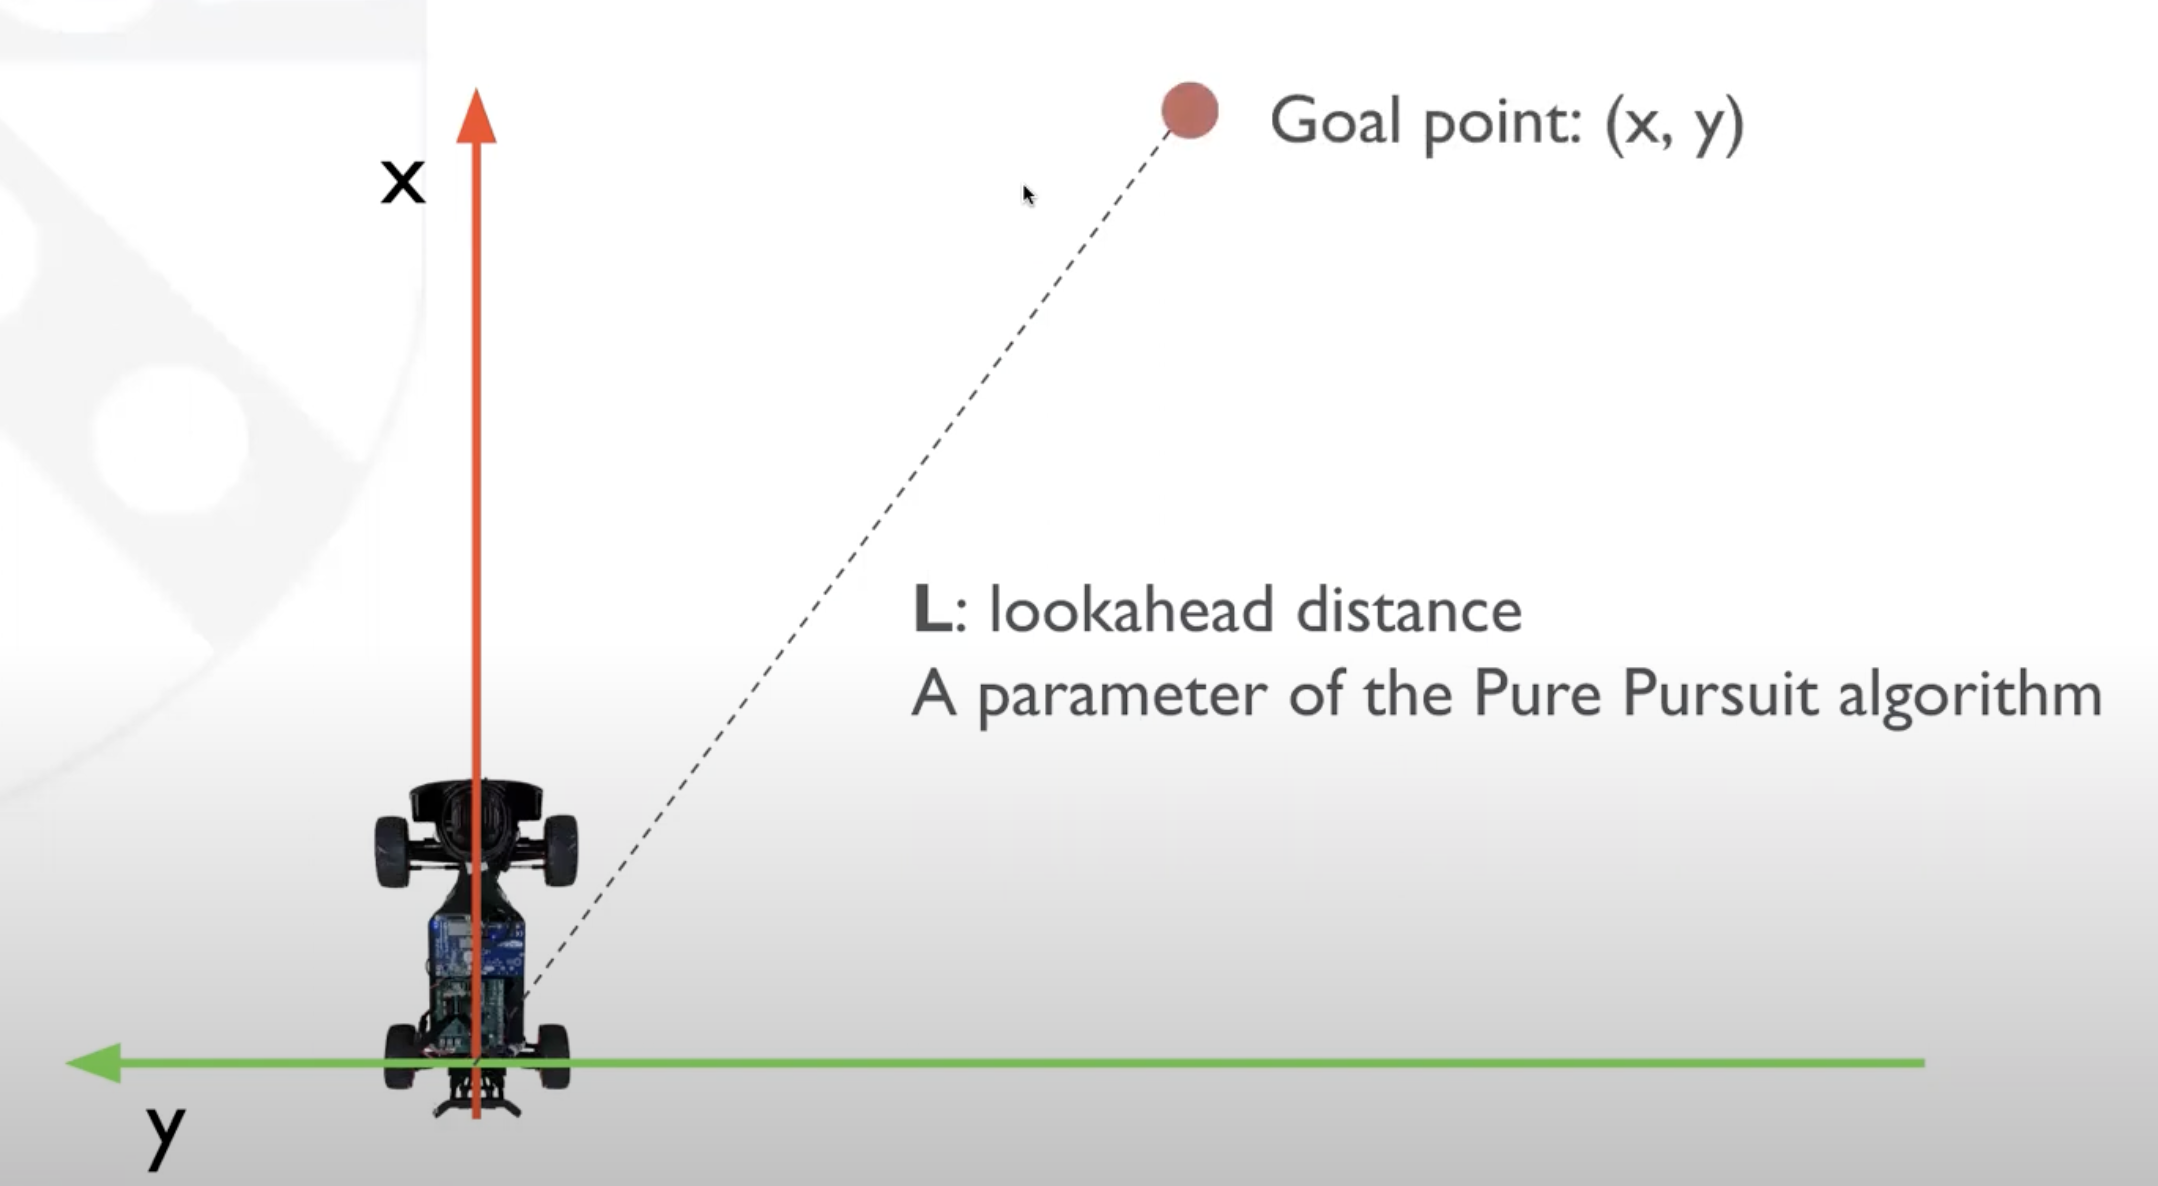 x
Goal point: (x, y)
L: lookahead distance
A parameter of the Pure Pursuit algorithm
y